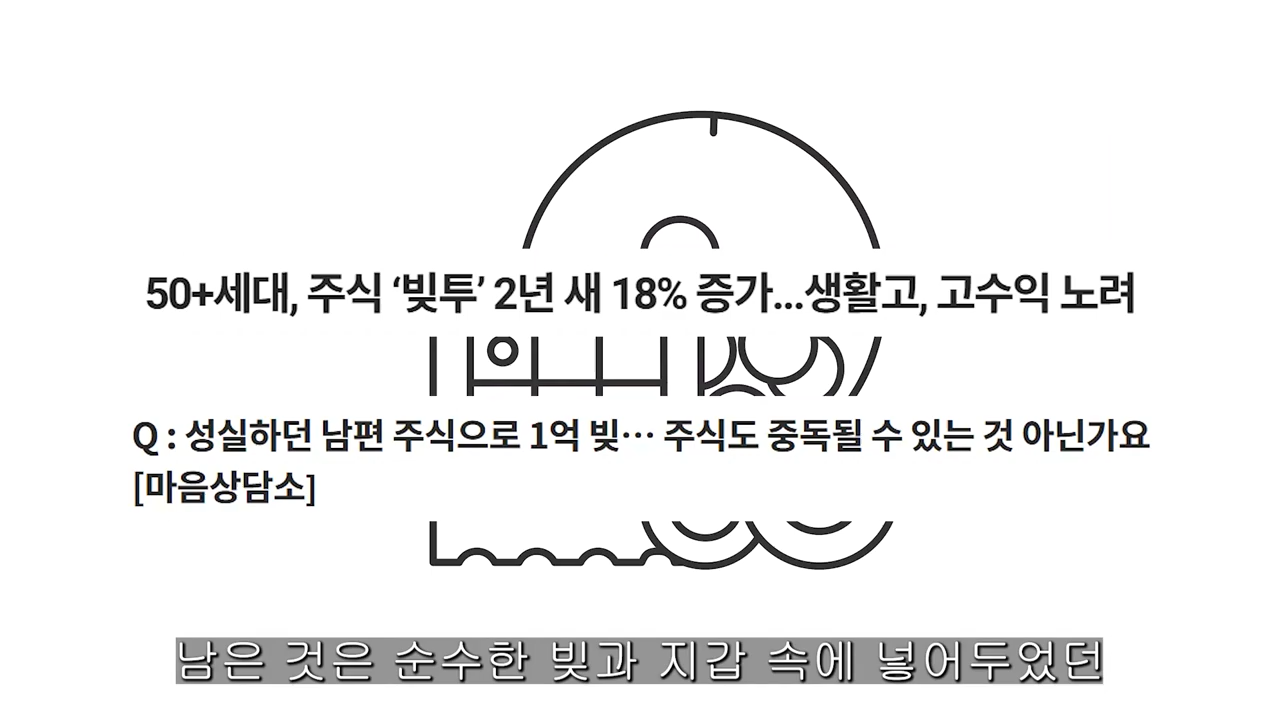 50+세대, 주식 ‘빚투’ 2년 새 18% 증가...생활고, 고수익 노려
Q : 성실하던 남편 주식으로 1억 빚… 주식도 중독될 수 있는 것 아닌가요
[마음상담소]
남은 것은 순수한 빚과 지갑 속에 넣어두었던